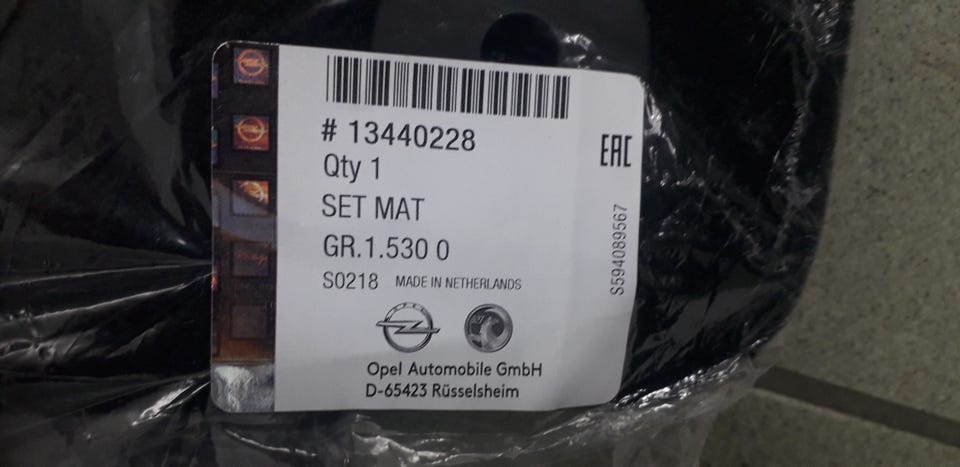 # 13440228
Qty 1
SET MAT
GR.1.530 0
S0218 MADE IN NETHERLANDS
OPEL
Opel Automobile GmbH
D-65423 Rüsselsheim
EAC
S594089567